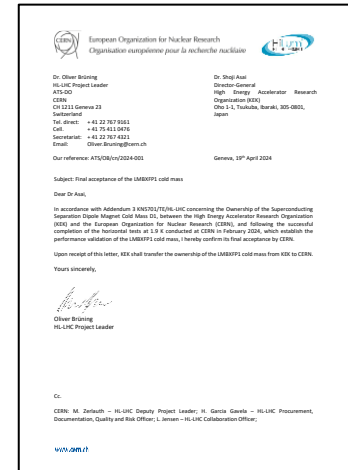 CERN
European Organization for Nuclear Research
Organisation européenne pour la recherche nucléaire
Dr. Oliver Brüning
HL-LHC Project Leader
ATS-DO
CERN
CH 1211 Geneva 23
Switzerland
Tel. direct: + 41 22 767 9161
Cell. + 41 75 411 0476
Secretariat: + 41 22 767 4321
Email: Oliver.Bruning@cern.ch
Dr. Shoji Asai
Director-General
High Energy Accelerator Research
Organization (KEK)
Oho 1-1, Tsukuba, Ibaraki, 305-0801,
Japan
Our reference: ATS/OB/cr/2024-001
Geneva, 19th April 2024
Subject: Final acceptance of the LMBXFP1 cold mass
Dear Dr Asai,
In accordance with Addendum 3 KN5701/TE/HL-LHC concerning the Ownership of the Superconducting
Separation Dipole Magnet Cold Mass D1, between the High Energy Accelerator Research Organization
(KEK) and the European Organization for Nuclear Research (CERN), and following the successful
completion of the horizontal tests at 1.9 K conducted at CERN in February 2024, which establish the
performance validation of the LMBXFP1 cold mass, I hereby confirm its final acceptance by CERN.
Upon receipt of this letter, KEK shall transfer the ownership of the LMBXFP1 cold mass from KEK to CERN.
Yours sincerely,
Oliver Brüning
HL-LHC Project Leader
Cc.
CERN: M. Zerlauth – HL-LHC Deputy Project Leader; H. Garcia Gavela – HL-LHC Procurement,
Documentation, Quality and Risk Officer; L. Jensen – HL-LHC Collaboration Officer;
www.cern.ch